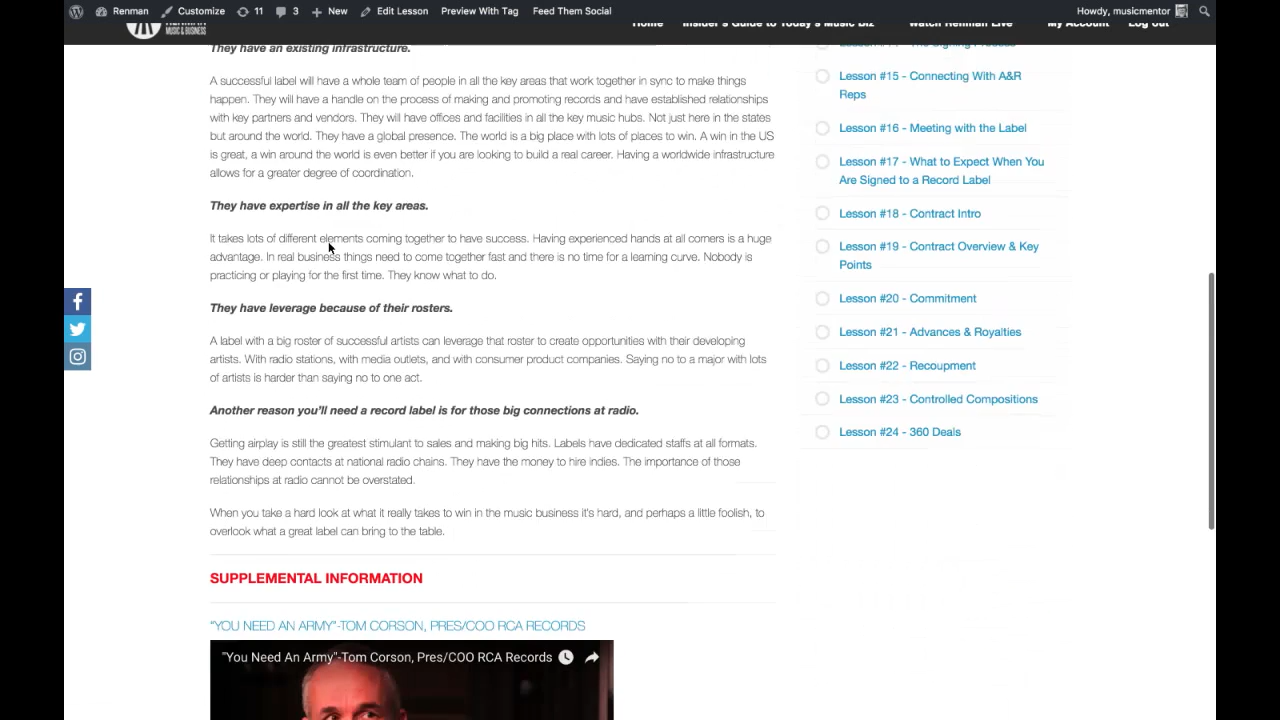 Renman
Customize
11
3
New
Edit Lesson
Preview With Tag
Feed Them Social
Howdy, musicmentor
RENMAN
MUSIC & BUSINESS
Home
Insider's Guide to Today's Music Biz
Watch Renman Live
My Account
Log out
They have an existing infrastructure.
A successful label will have a whole team of people in all the key areas that work together in sync to make things
happen. They will have a handle on the process of making and promoting records and have established relationships
with key partners and vendors. They will have offices and facilities in all the key music hubs. Not just here in the states
but around the world. They have a global presence. The world is a big place with lots of places to win. A win in the US
is great, a win around the world is even better if you are looking to build a real career. Having a worldwide infrastructure
allows for a greater degree of coordination.
They have expertise in all the key areas.
It takes lots of different elements coming together to have success. Having experienced hands at all corners is a huge
advantage. In real business things need to come together fast and there is no time for a learning curve. Nobody is
practicing or playing for the first time. They know what to do.
They have leverage because of their rosters.
A label with a big roster of successful artists can leverage that roster to create opportunities with their developing
artists. With radio stations, with media outlets, and with consumer product companies. Saying no to a major with lots
of artists is harder than saying no to one act.
Another reason you'll need a record label is for those big connections at radio.
Getting airplay is still the greatest stimulant to sales and making big hits. Labels have dedicated staffs at all formats.
They have deep contacts at national radio chains. They have the money to hire indies. The importance of those
relationships at radio cannot be overstated.
When you take a hard look at what it really takes to win in the music business it's hard, and perhaps a little foolish, to
overlook what a great label can bring to the table.
SUPPLEMENTAL INFORMATION
"YOU NEED AN ARMY"-TOM CORSON, PRES/COO RCA RECORDS
"You Need An Army"-Tom Corson, Pres/COO RCA Records
Lesson #14 - The Signing Process
Lesson #15 - Connecting With A&R
Reps
Lesson #16 - Meeting with the Label
Lesson #17 - What to Expect When You
Are Signed to a Record Label
Lesson #18 - Contract Intro
Lesson #19 - Contract Overview & Key
Points
Lesson #20 - Commitment
Lesson #21 - Advances & Royalties
Lesson #22 - Recoupment
Lesson #23 - Controlled Compositions
Lesson #24 - 360 Deals